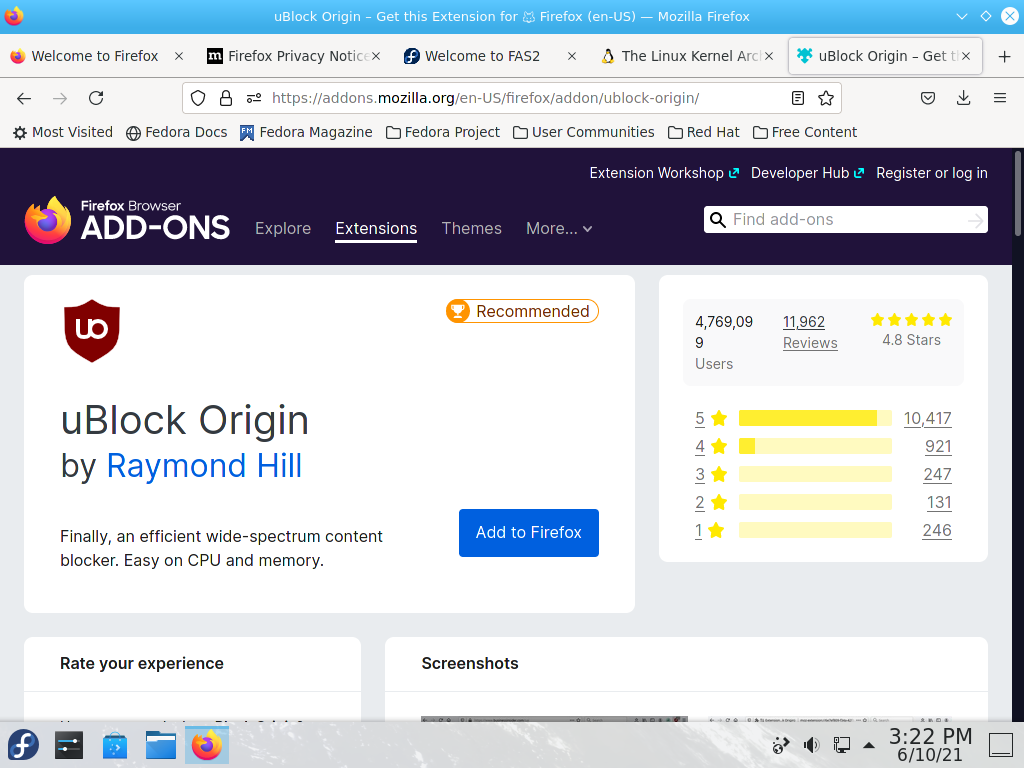 uBlock Origin – Get this Extension for 🦊 Firefox (en-US) — Mozilla Firefox
Welcome to Firefox
Firefox Privacy Notice
Welcome to FAS2
The Linux Kernel Arc
uBlock Origin – Get t
https://addons.mozilla.org/en-US/firefox/addon/ublock-origin/
Most Visited
Fedora Docs
Fedora Magazine
Fedora Project
User Communities
Red Hat
Free Content
Extension Workshop
Developer Hub
Register or log in
Firefox Browser
ADD-ONS
Explore
Extensions
Themes
More...
Find add-ons
uo
Recommended
uBlock Origin
by Raymond Hill
Finally, an efficient wide-spectrum content
blocker. Easy on CPU and memory.
Add to Firefox
4,769,09
9
Users
11,962
Reviews
4.8 Stars
5 10,417
4 921
3 247
2 131
1 246
Rate your experience
Screenshots
3:22 PM
6/10/21